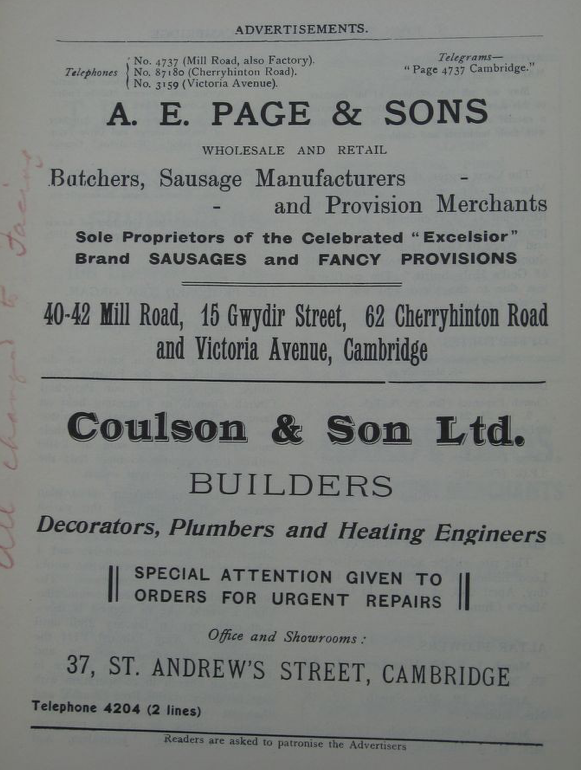 ADVERTISEMENTS.
Telephones { No. 4737 (Mill Road, also Factory).
No. 87180 (Cherryhinton Road).
No. 3159 (Victoria Avenue).
Telegrams—
"Page 4737 Cambridge."
A. E. PAGE & SONS
WHOLESALE AND RETAIL
Butchers, Sausage Manufacturers -
- and Provision Merchants
Sole Proprietors of the Celebrated "Excelsior"
Brand SAUSAGES and FANCY PROVISIONS
40-42 Mill Road, 15 Gwydir Street, 62 Cherryhinton Road
and Victoria Avenue, Cambridge
Coulson & Son Ltd.
BUILDERS
Decorators, Plumbers and Heating Engineers
SPECIAL ATTENTION GIVEN TO
ORDERS FOR URGENT REPAIRS
Office and Showrooms:
37, ST. ANDREW'S STREET, CAMBRIDGE
Telephone 4204 (2 lines)
Readers are asked to patronise the Advertisers
All changed to facing